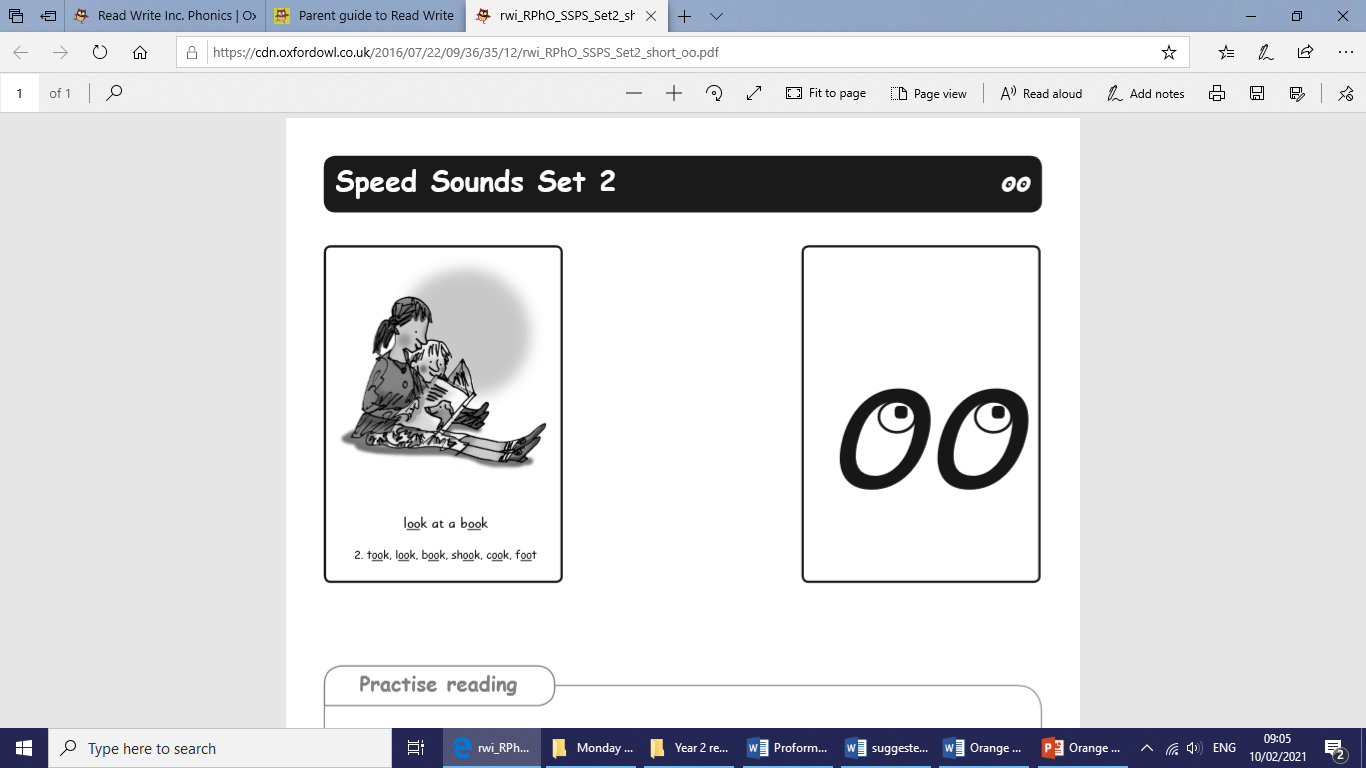 Read Write Inc. Phonics | Ox
Parent guide to Read Write
rwi_RPhO_SSPS_Set2_sh
https://cdn.oxfordowl.co.uk/2016/07/22/09/36/35/12/rwi_RPhO_SSPS_Set2_short_oo.pdf
1 of 1
Fit to page
Page view
Read aloud
Add notes
Speed Sounds Set 2 oo
look at a book
2. took, look, book, shook, cook, foot
oo
Practise reading
Type here to search
rwi_RPh...
Monday ...
Year 2 re...
Proform...
suggeste...
Orange ...
Orange ...
ENG
09:05
10/02/2021
2